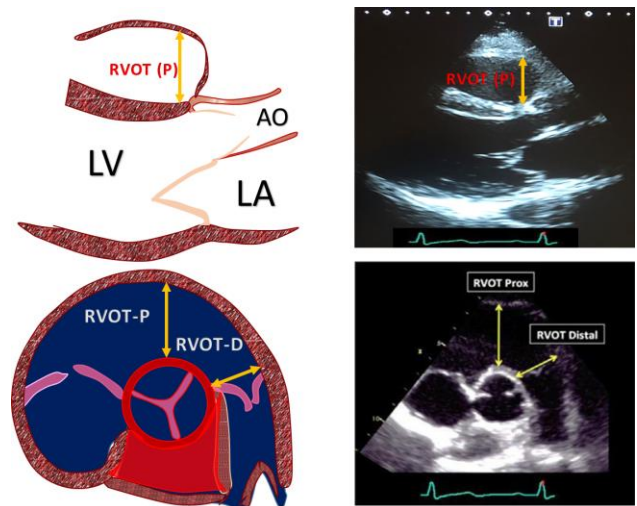 RVOT (P)
AO
LV
LA
RVOT (P)
RVOT-P
RVOT-D
RVOT Prox
RVOT Distal